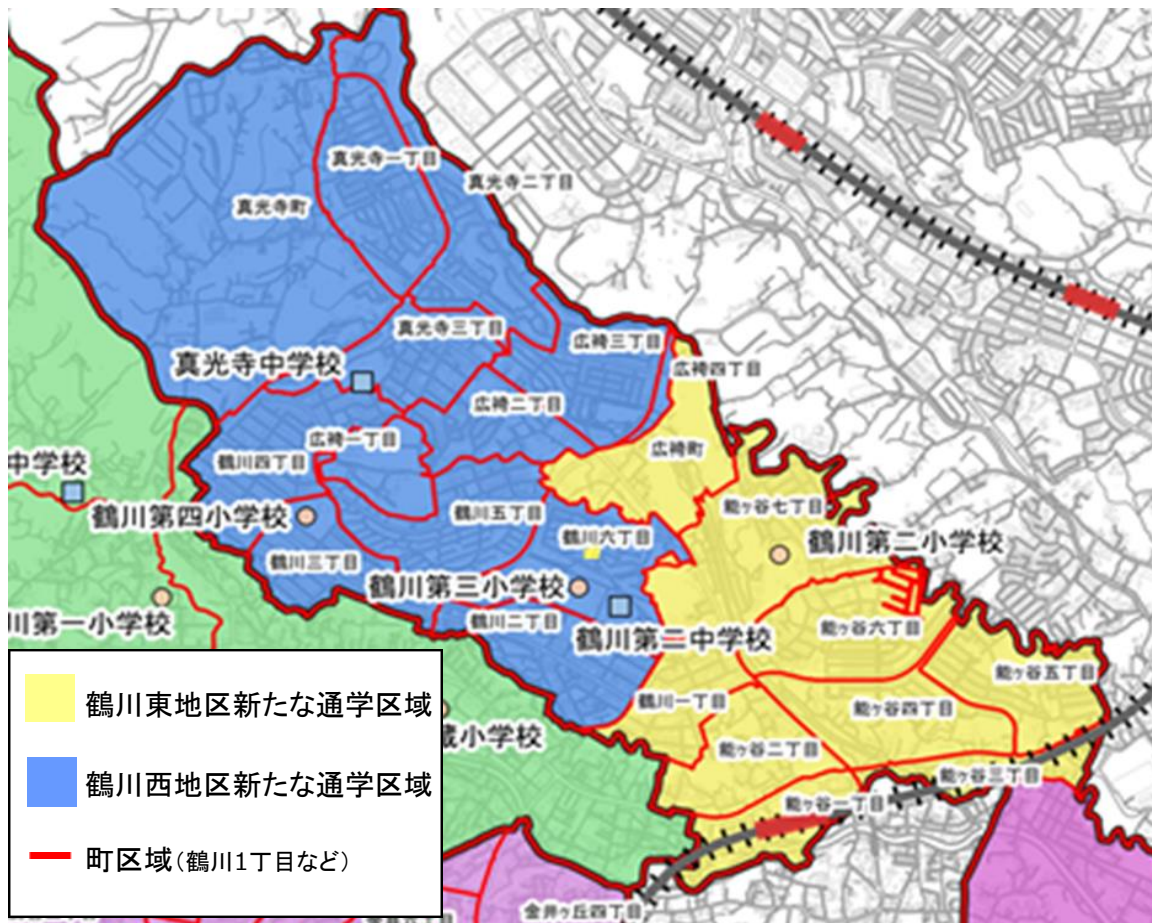 真光寺一丁目
真光寺二丁目
真光寺町
真光寺三丁目
広袴三丁目
真光寺中学校
広袴四丁目
広袴二丁目
広袴一丁目
広袴町
鶴川四丁目
中学校
能ヶ谷七丁目
鶴川第四小学校
鶴川五丁目
鶴川六丁目
鶴川第二小学校
鶴川三丁目
鶴川第三小学校
川第一小学校
鶴川二丁目
能ヶ谷六丁目
鶴川第二中学校
能ヶ谷五丁目
鶴川一丁目
能ヶ谷四丁目
蔵小学校
能ヶ谷二丁目
能ヶ谷三丁目
能ヶ谷一丁目
鶴川東地区新たな通学区域
鶴川西地区新たな通学区域
町区域(鶴川1丁目など)
金井ヶ丘四丁目